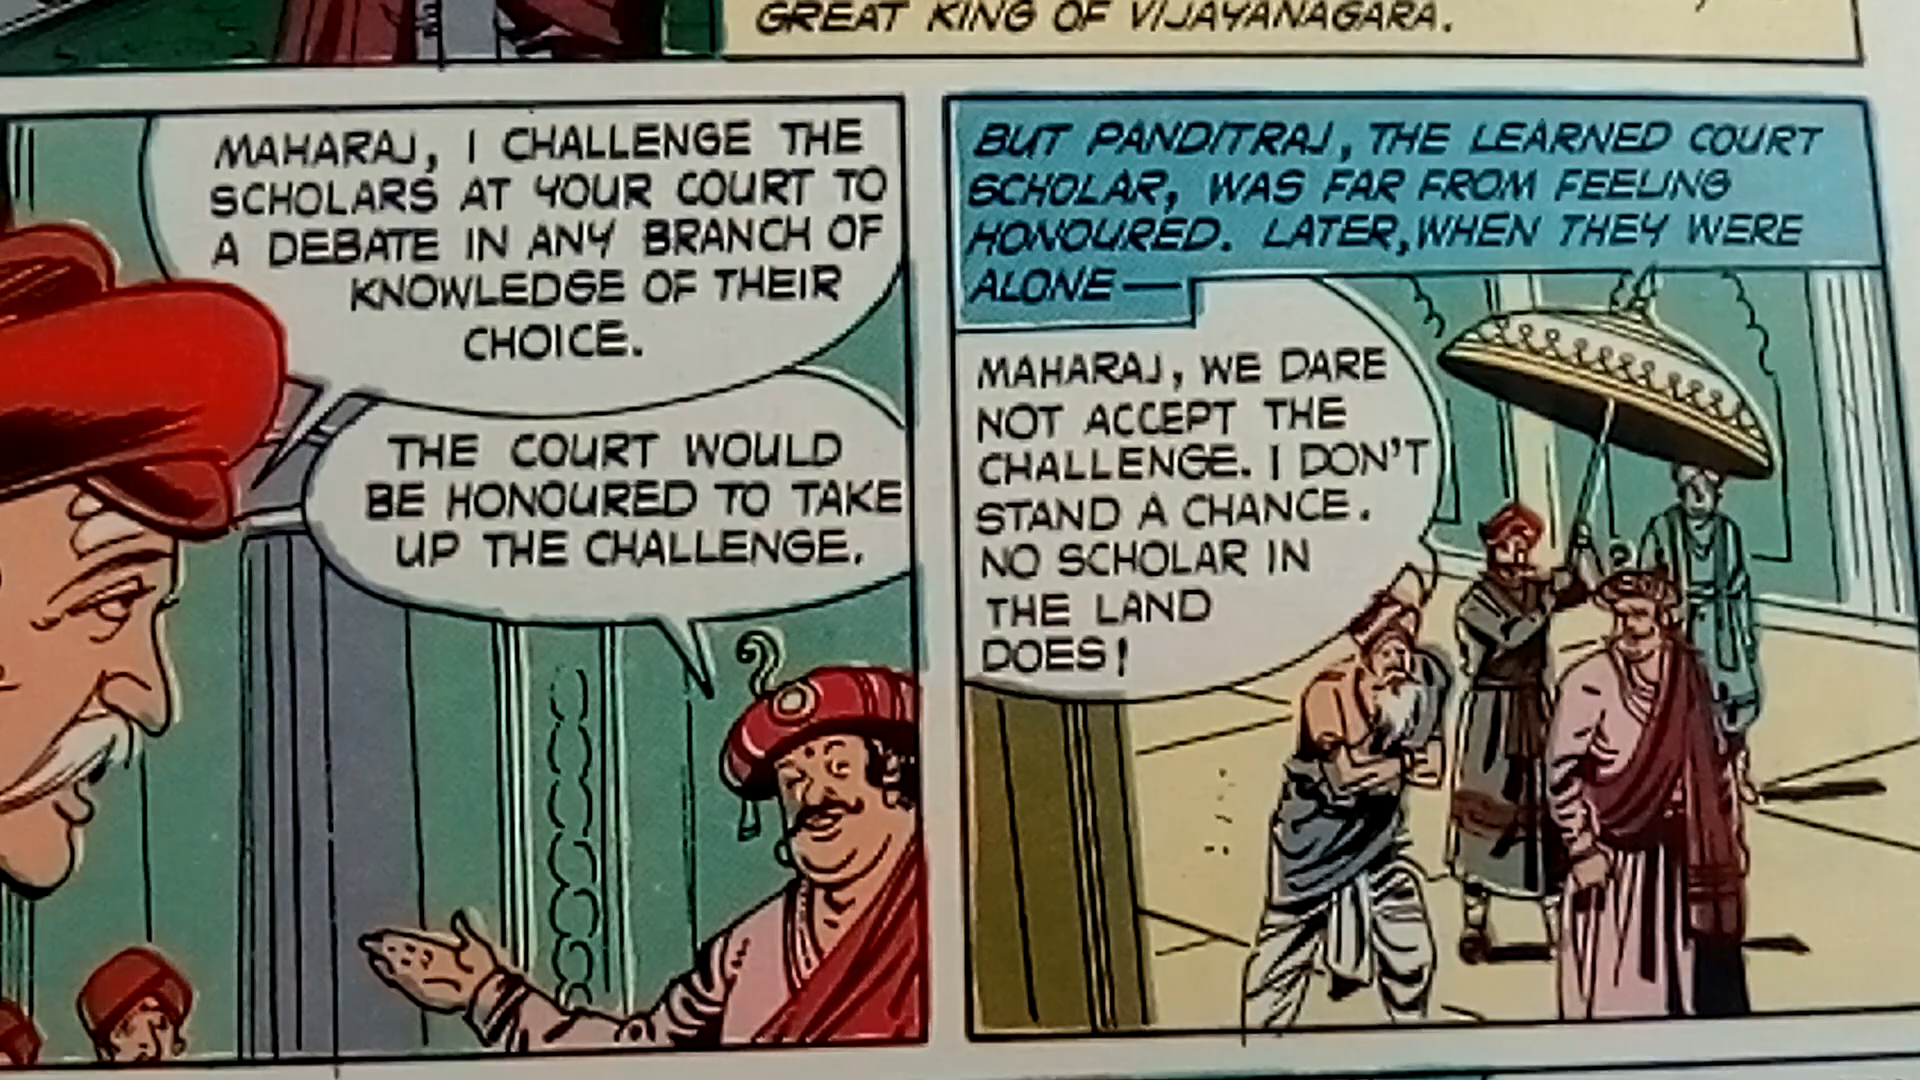 GREAT KING OF VIJAYANAGARA.
MAHARAJ, I CHALLENGE THE
SCHOLARS AT YOUR COURT TO
A DEBATE IN ANY BRANCH OF
KNOWLEDGE OF THEIR
CHOICE.
THE COURT WOULD
BE HONOURED TO TAKE
UP THE CHALLENGE.
BUT PANDITRAJ, THE LEARNED COURT
SCHOLAR, WAS FAR FROM FEELING
HONOURED. LATER, WHEN THEY WERE
ALONE—
MAHARAJ, WE DARE
NOT ACCEPT THE
CHALLENGE. I DON'T
STAND A CHANCE.
NO SCHOLAR IN
THE LAND
DOES!